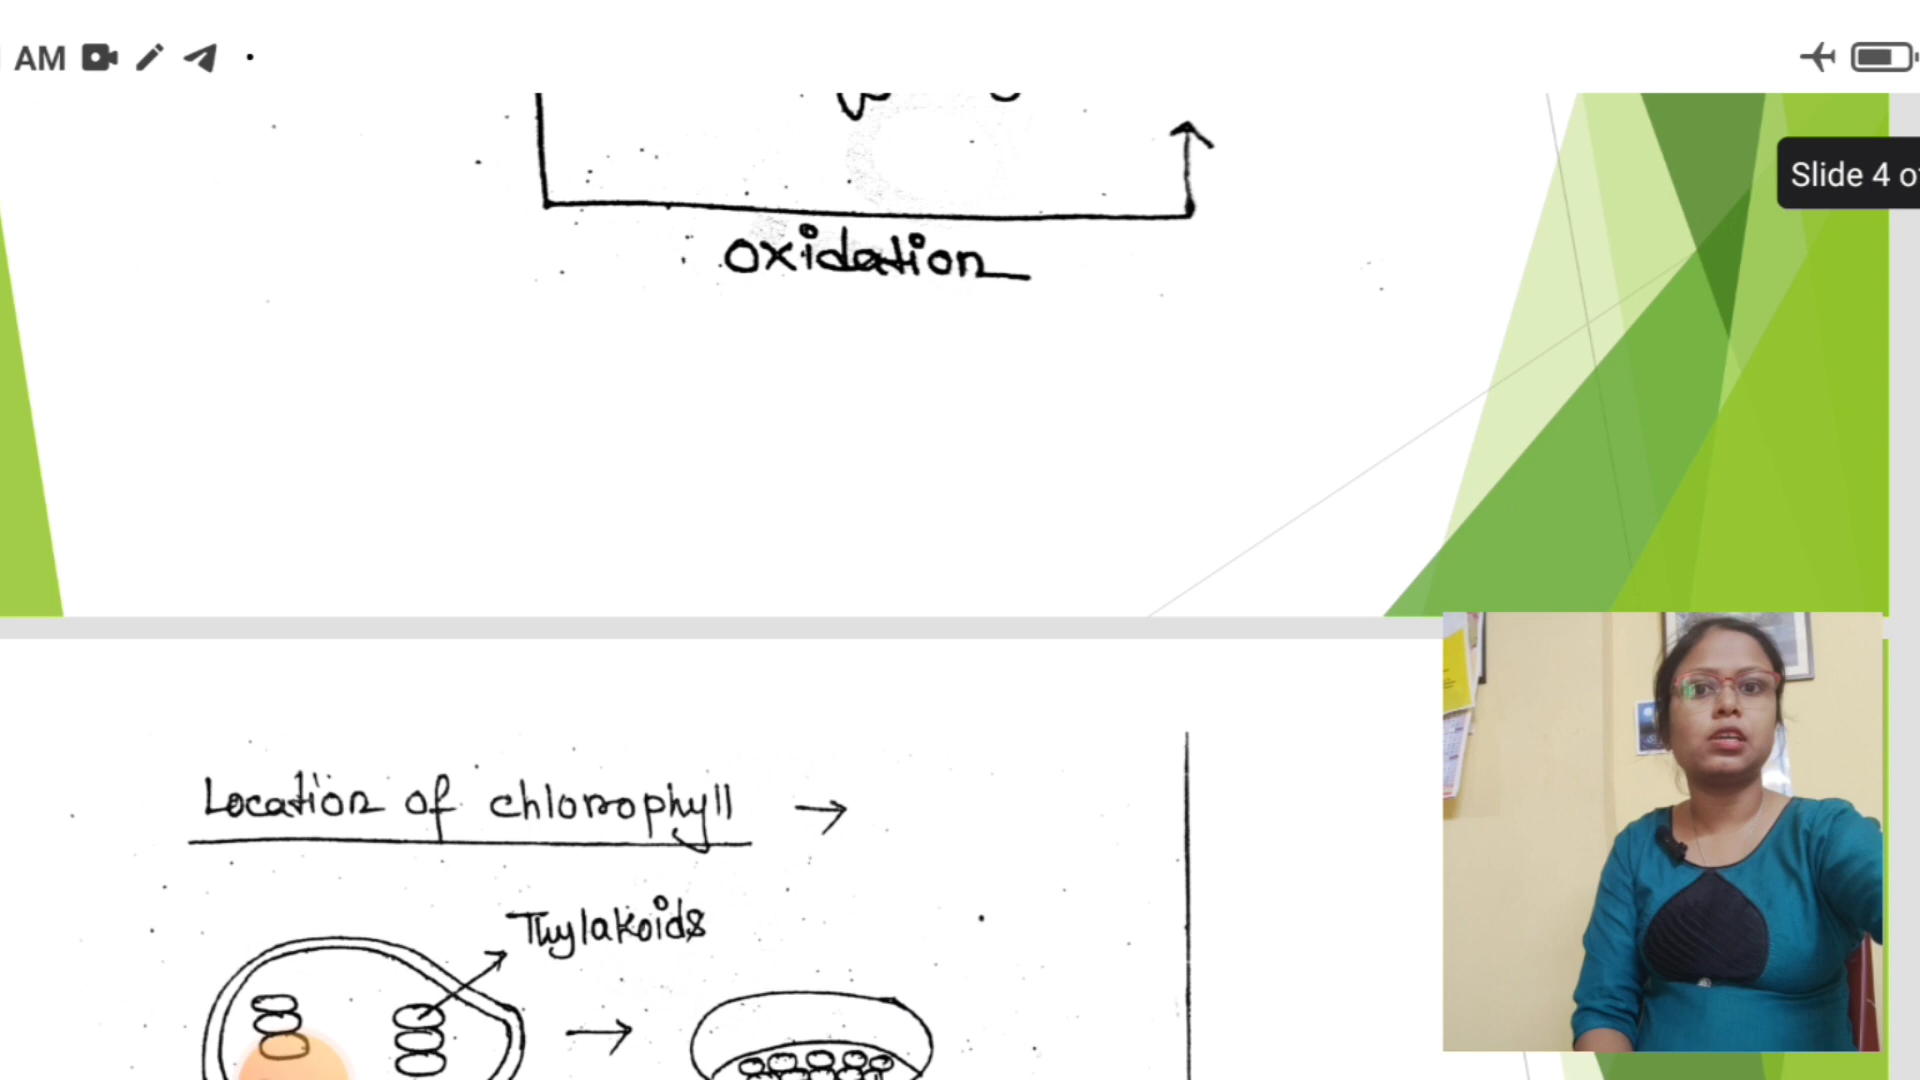 AM
Slide 4 o
oxidation
Location of chlorophyll →
Thylakoids